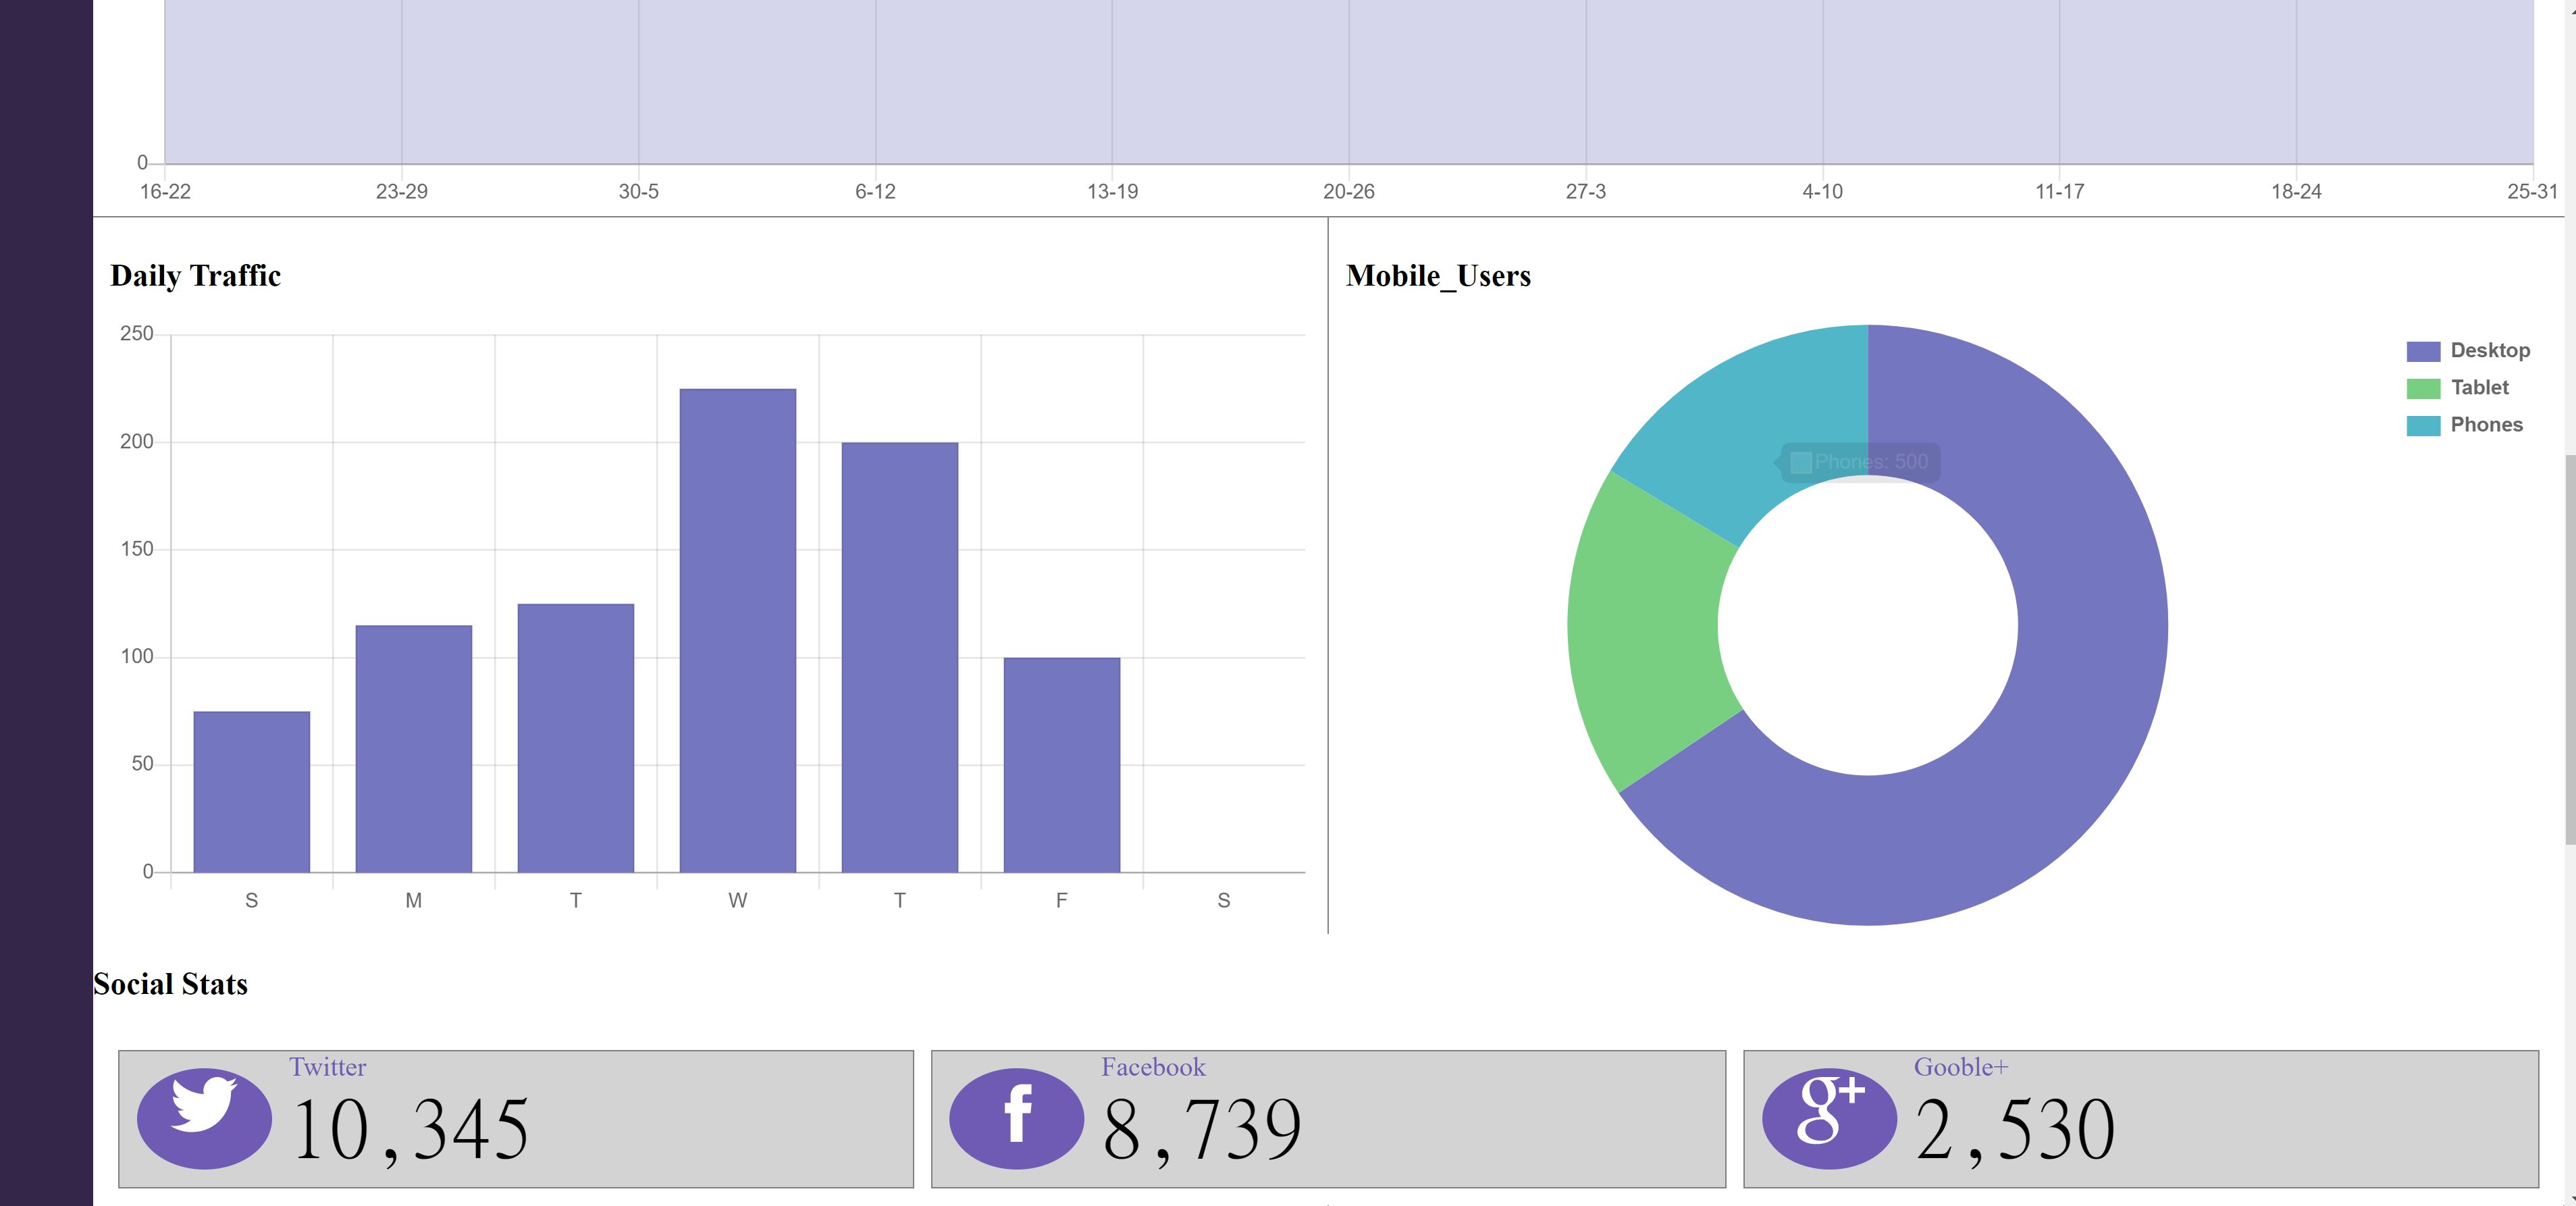 0
16-22 23-29 30-5 6-12 13-19 20-26 27-3 4-10 11-17 18-24 25-31
Daily Traffic
250
200
150
100
50
0
S M T W T F S
Mobile_Users
Desktop
Tablet
Phones
Phones: 500
Social Stats
Twitter
10,345
Facebook
8,739
Gooble+
2,530